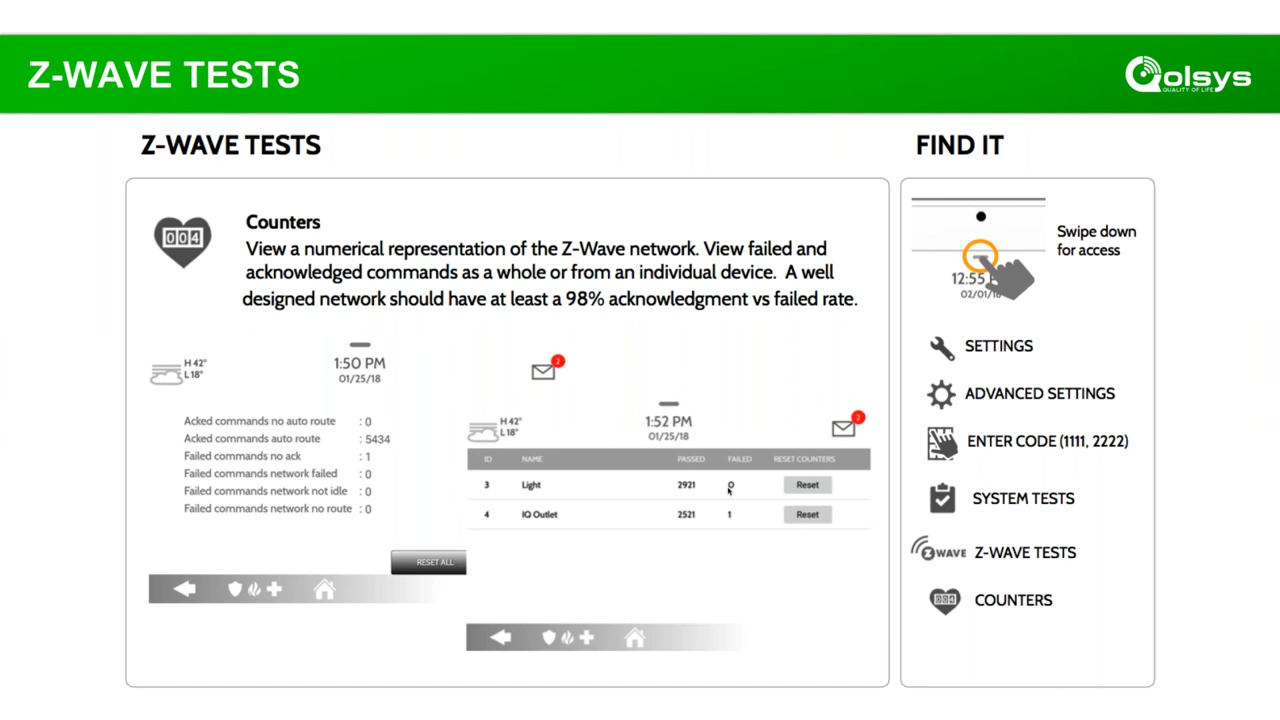 Z-WAVE TESTS
Qolsys
QUALITY OF LIFE
Z-WAVE TESTS
004
Counters
View a numerical representation of the Z-Wave network. View failed and
acknowledged commands as a whole or from an individual device. A well
designed network should have at least a 98% acknowledgment vs failed rate.
H 42°
L 18°
1:50 PM
01/25/18
2
Acked commands no auto route : 0
Acked commands auto route : 5434
Failed commands no ack : 1
Failed commands network failed : 0
Failed commands network not idle : 0
Failed commands network no route : 0
RESET ALL
H 42°
L 18°
1:52 PM
01/25/18
2
ID NAME PASSED FAILED RESET COUNTERS
3 Light 2921 0 Reset
4 IQ Outlet 2521 1 Reset
FIND IT
Swipe down
for access
12:55
02/01/18
SETTINGS
ADVANCED SETTINGS
ENTER CODE (1111, 2222)
SYSTEM TESTS
Z WAVE Z-WAVE TESTS
004 COUNTERS